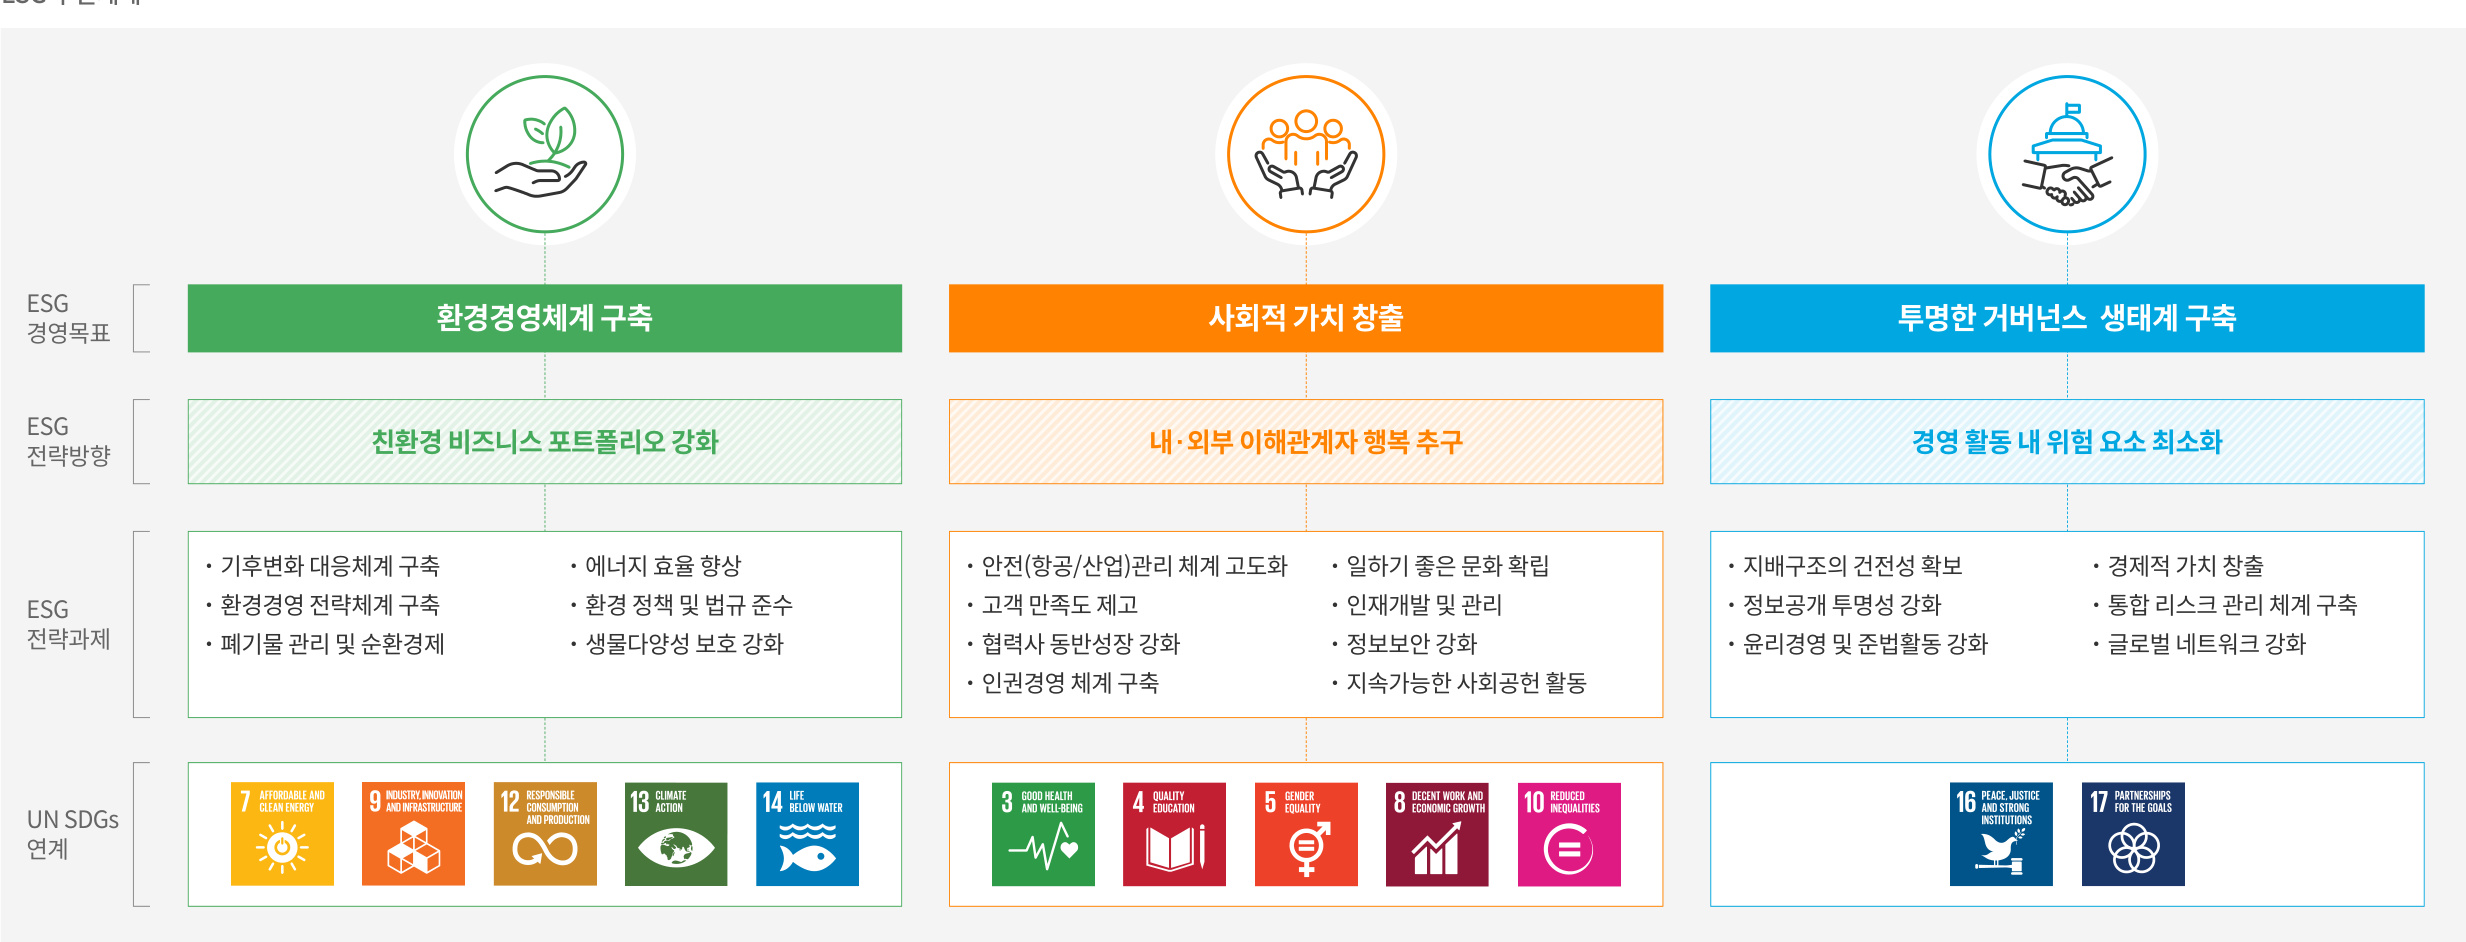 ESG
경영목표
환경경영체계 구축
사회적 가치 창출
투명한 거버넌스 생태계 구축
ESG
전략방향
친환경 비즈니스 포트폴리오 강화
내·외부 이해관계자 행복 추구
경영 활동 내 위험 요소 최소화
ESG
전략과제
· 기후변화 대응체계 구축
· 환경경영 전략체계 구축
· 폐기물 관리 및 순환경제
· 에너지 효율 향상
· 환경 정책 및 법규 준수
· 생물다양성 보호 강화
· 안전(항공/산업)관리 체계 고도화
· 고객 만족도 제고
· 협력사 동반성장 강화
· 인권경영 체계 구축
· 일하기 좋은 문화 확립
· 인재개발 및 관리
· 정보보안 강화
· 지속가능한 사회공헌 활동
· 지배구조의 건전성 확보
· 정보공개 투명성 강화
· 윤리경영 및 준법활동 강화
· 경제적 가치 창출
· 통합 리스크 관리 체계 구축
· 글로벌 네트워크 강화
UN SDGs
연계
7 AFFORDABLE AND
CLEAN ENERGY
9 INDUSTRY, INNOVATION
AND INFRASTRUCTURE
12 RESPONSIBLE
CONSUMPTION
AND PRODUCTION
13 CLIMATE
ACTION
14 LIFE
BELOW WATER
3 GOOD HEALTH
AND WELL-BEING
4 QUALITY
EDUCATION
5 GENDER
EQUALITY
8 DECENT WORK AND
ECONOMIC GROWTH
10 REDUCED
INEQUALITIES
16 PEACE, JUSTICE
AND STRONG
INSTITUTIONS
17 PARTNERSHIPS
FOR THE GOALS